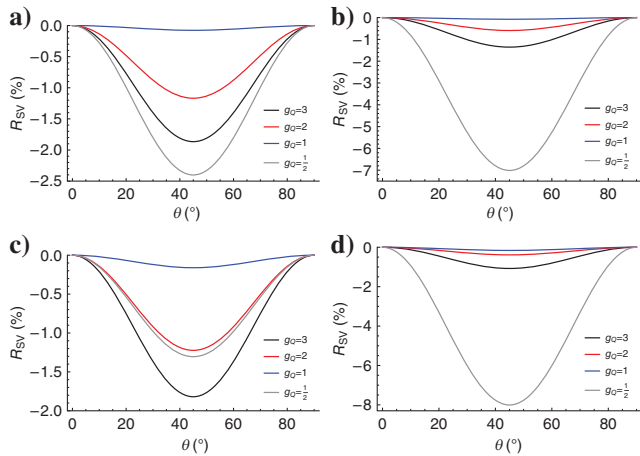 a)
0.0
−0.5
−1.0
−1.5
−2.0
−2.5
R_SV (%)
0 20 40 60 80
θ (°)
g_Q=3
g_Q=2
g_Q=1
g_Q=1/2
b)
0
−1
−2
−3
−4
−5
−6
−7
R_SV (%)
0 20 40 60 80
θ (°)
g_Q=3
g_Q=2
g_Q=1
g_Q=1/2
c)
0.0
−0.5
−1.0
−1.5
−2.0
R_SV (%)
0 20 40 60 80
θ (°)
g_Q=3
g_Q=2
g_Q=1
g_Q=1/2
d)
0
−2
−4
−6
−8
R_SV (%)
0 20 40 60 80
θ (°)
g_Q=3
g_Q=2
g_Q=1
g_Q=1/2